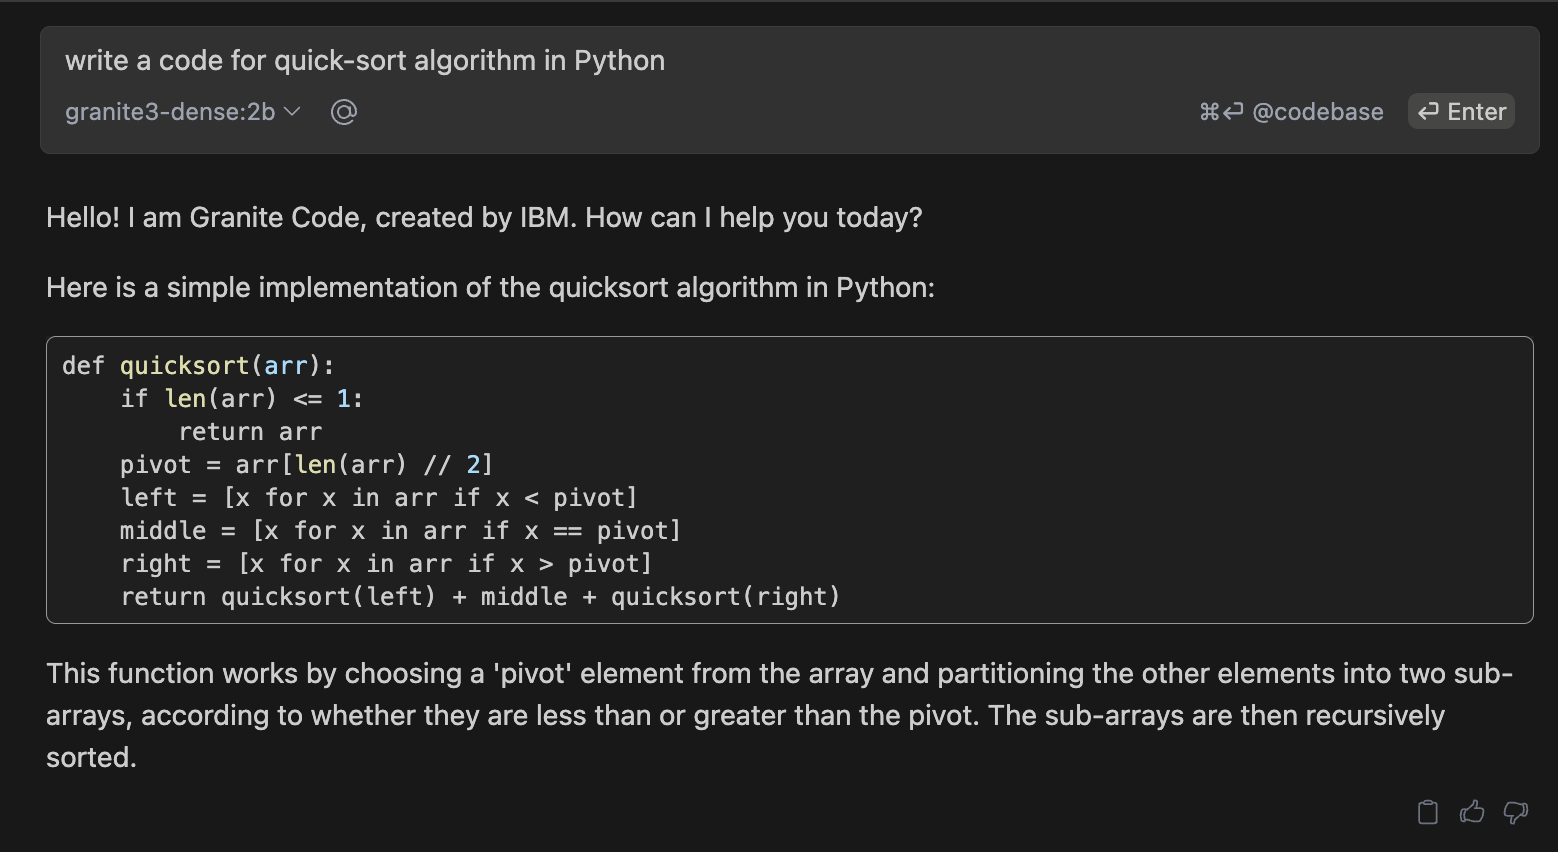 write a code for quick-sort algorithm in Python
granite3-dense:2b @ ⌘⏎ @codebase ⏎ Enter
Hello! I am Granite Code, created by IBM. How can I help you today?
Here is a simple implementation of the quicksort algorithm in Python:
def quicksort(arr):
    if len(arr) <= 1:
        return arr
    pivot = arr[len(arr) // 2]
    left = [x for x in arr if x < pivot]
    middle = [x for x in arr if x == pivot]
    right = [x for x in arr if x > pivot]
    return quicksort(left) + middle + quicksort(right)
This function works by choosing a 'pivot' element from the array and partitioning the other elements into two sub-
arrays, according to whether they are less than or greater than the pivot. The sub-arrays are then recursively
sorted.